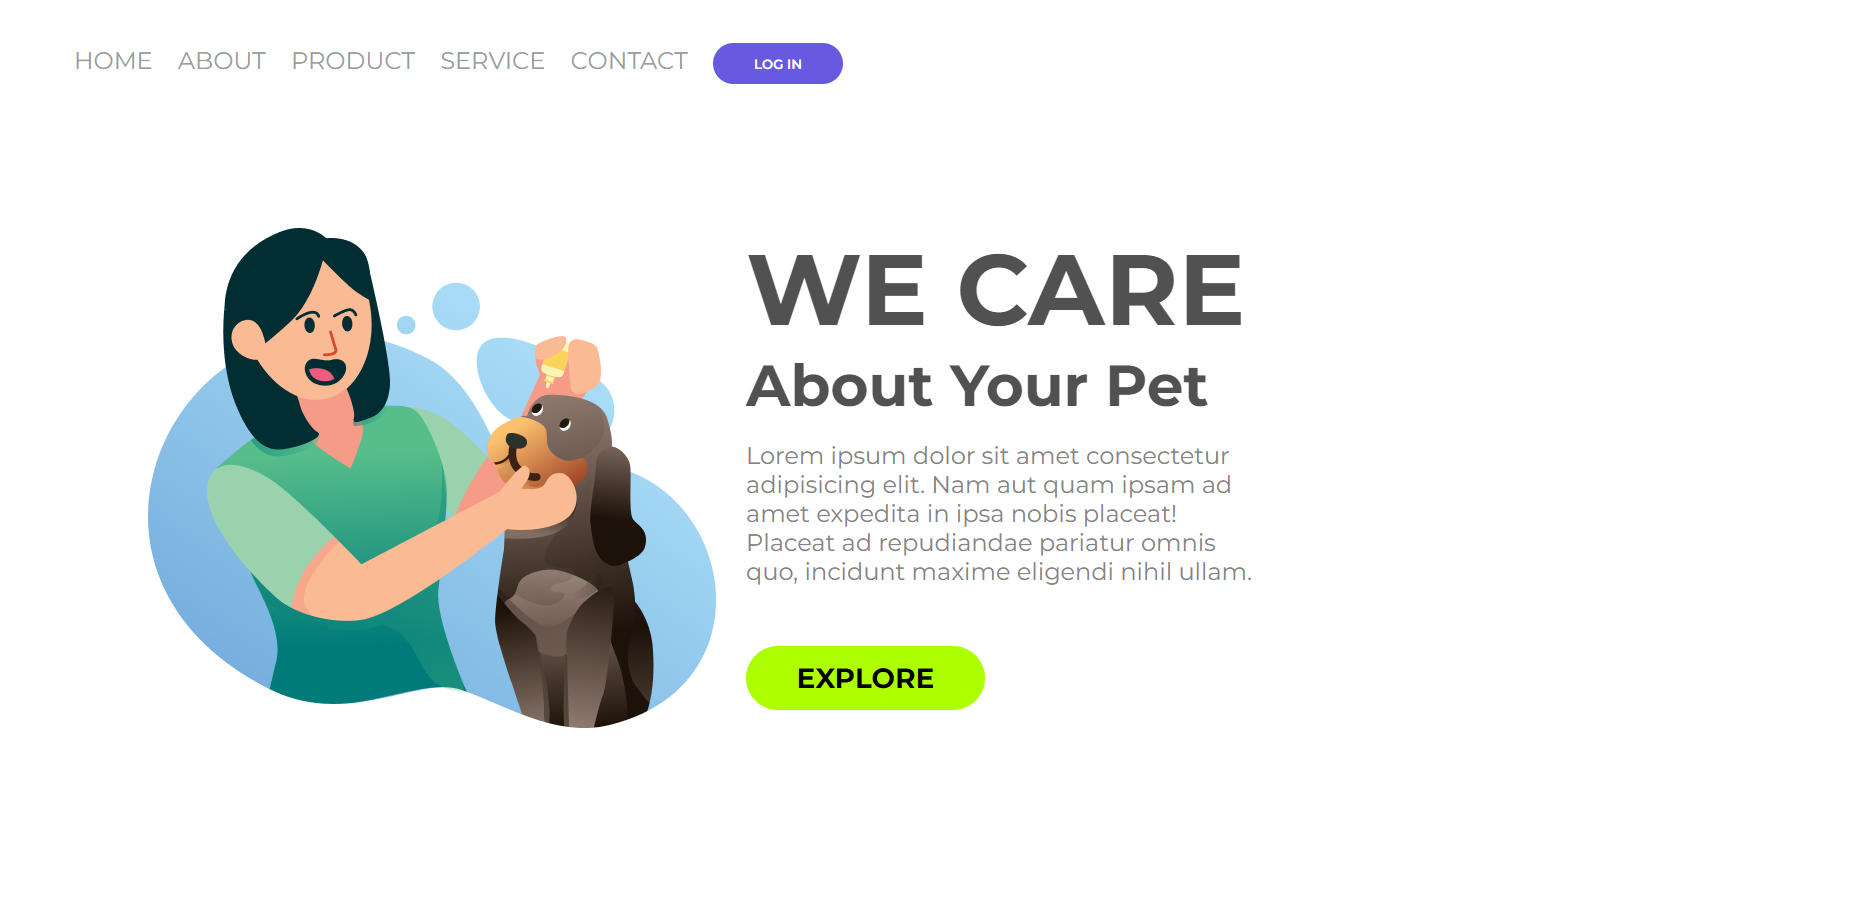 HOME ABOUT PRODUCT SERVICE CONTACT LOG IN
WE CARE
About Your Pet
Lorem ipsum dolor sit amet consectetur
adipisicing elit. Nam aut quam ipsam ad
amet expedita in ipsa nobis placeat!
Placeat ad repudiandae pariatur omnis
quo, incidunt maxime eligendi nihil ullam.
EXPLORE